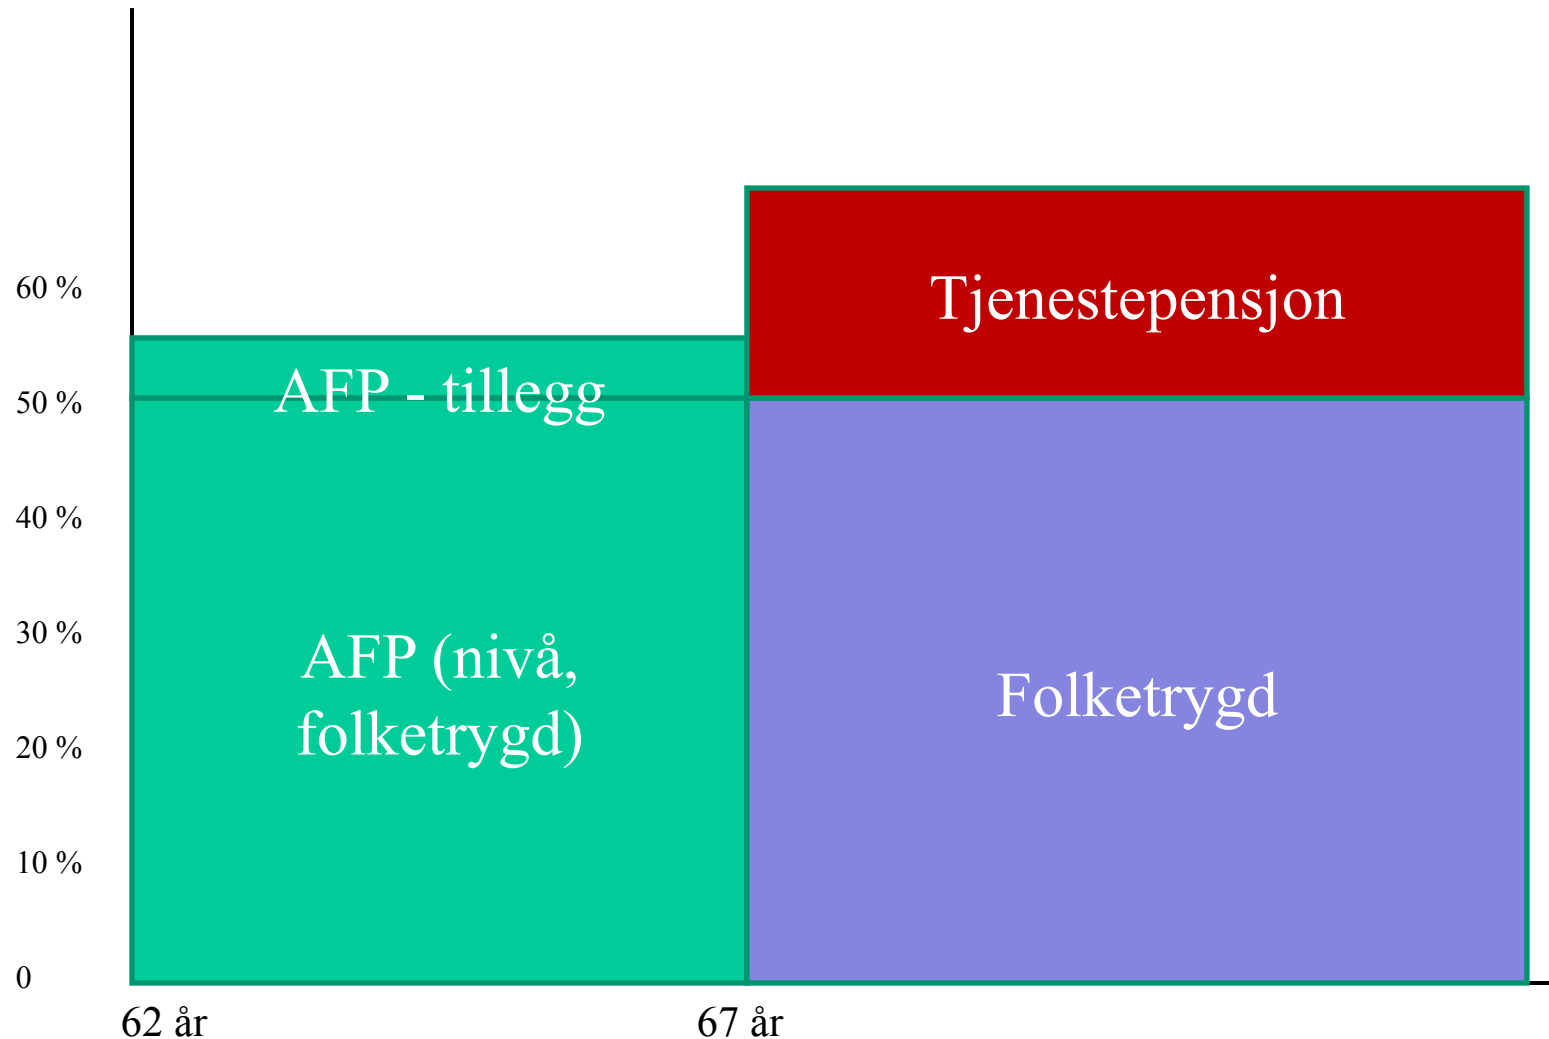 60 %
Tjenestepensjon
AFP - tillegg
50 %
40 %
30 %
AFP (nivå,
folketrygd)
Folketrygd
20 %
10 %
0
62 år
67 år